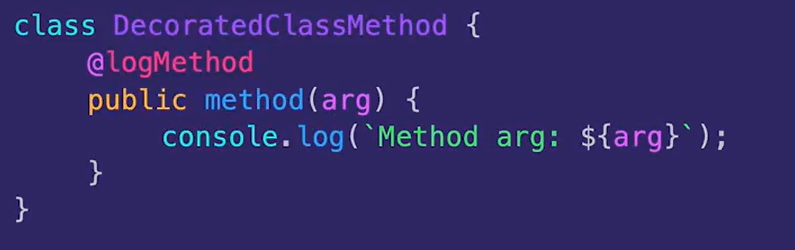 class DecoratedClassMethod {
    @logMethod
    public method(arg) {
        console.log(`Method arg: ${arg}`);
    }
}